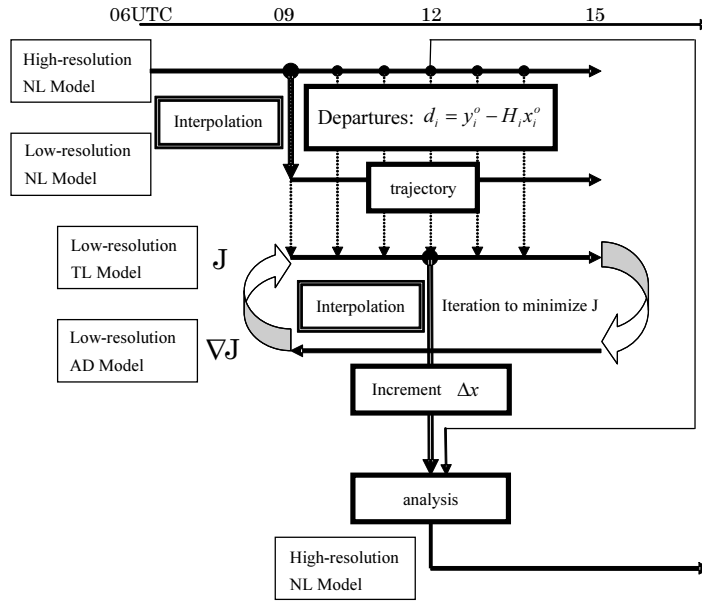 06UTC 09 12 15
High-resolution
NL Model
Interpolation
Departures: $d_i = y_i^o - H_i x_i^o$
Low-resolution
NL Model
trajectory
Low-resolution
TL Model
J
Interpolation
Iteration to minimize J
Low-resolution
AD Model
∇J
Increment Δx
analysis
High-resolution
NL Model